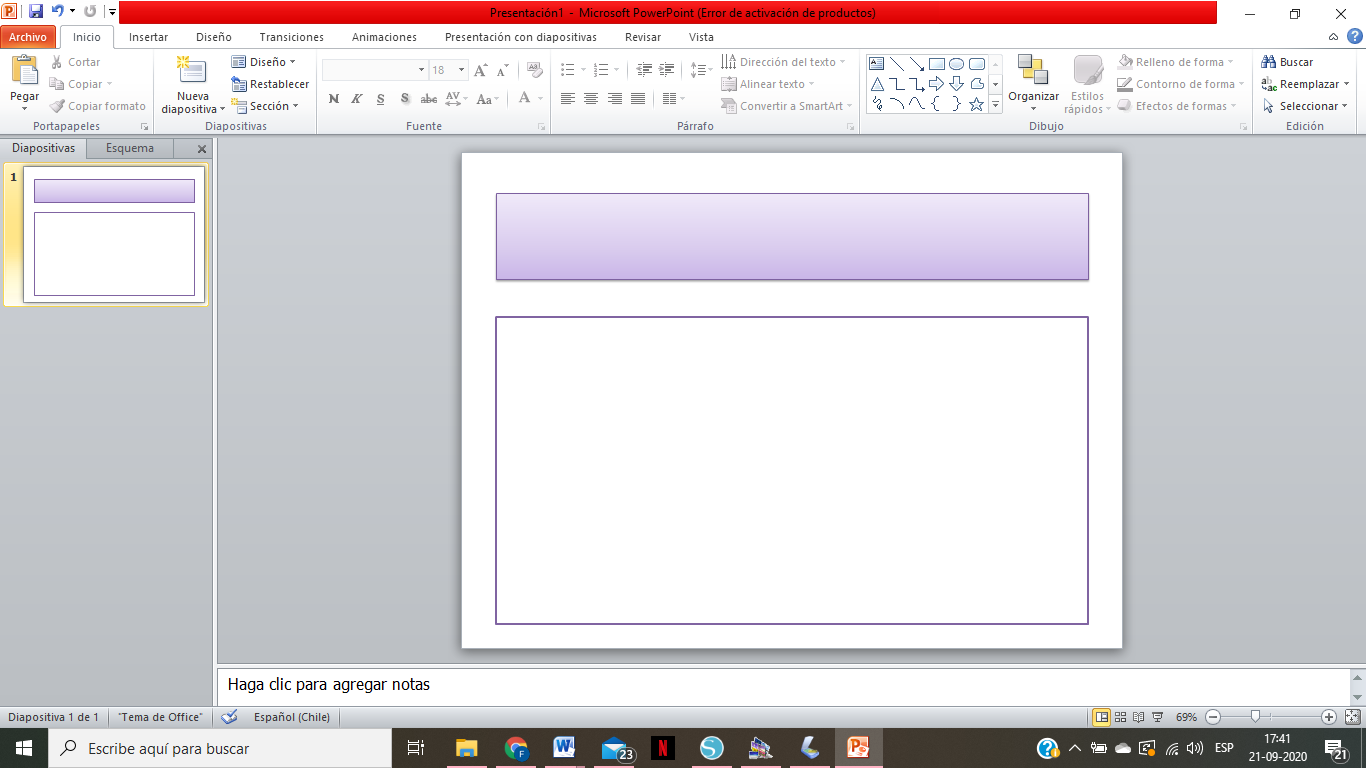 Presentación1 - Microsoft PowerPoint (Error de activación de productos)
Archivo Inicio Insertar Diseño Transiciones Animaciones Presentación con diapositivas Revisar Vista
Pegar
Cortar
Copiar
Copiar formato
Portapapeles
Nueva diapositiva
Diseño
Restablecer
Sección
Diapositivas
18
N K S S abc AV Aa A
Fuente
Dirección del texto
Alinear texto
Convertir a SmartArt
Párrafo
Organizar
Estilos rápidos
Relleno de forma
Contorno de forma
Efectos de formas
Dibujo
Buscar
Reemplazar
Seleccionar
Edición
Diapositivas Esquema
1
Haga clic para agregar notas
Diapositiva 1 de 1 "Tema de Office" Español (Chile) 69%
Escribe aquí para buscar
F
23
ESP
17:41
21-09-2020
21